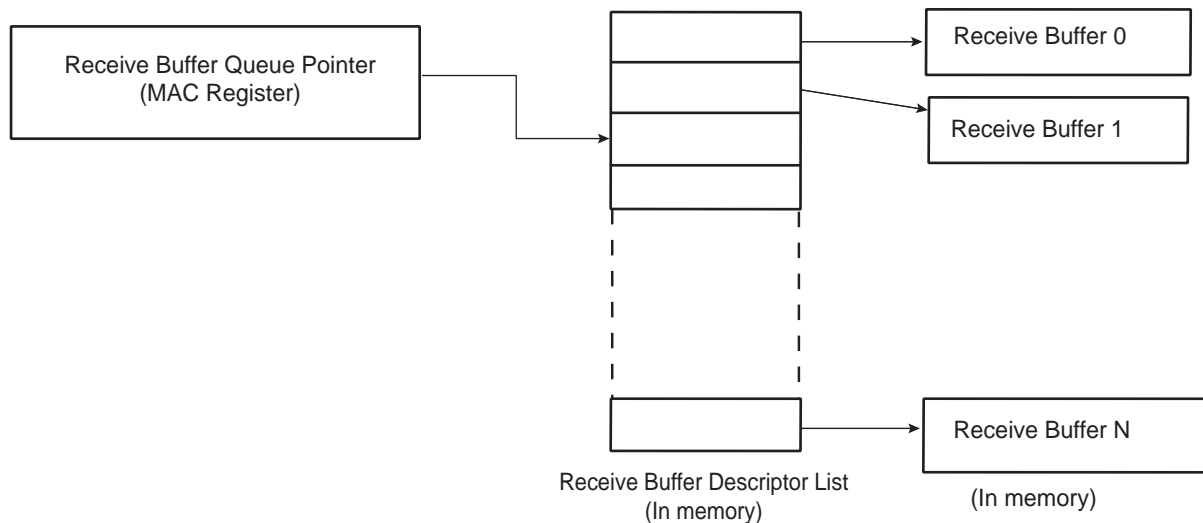 Receive Buffer Queue Pointer
(MAC Register)
Receive Buffer 0
Receive Buffer 1
Receive Buffer N
Receive Buffer Descriptor List
(In memory)
(In memory)